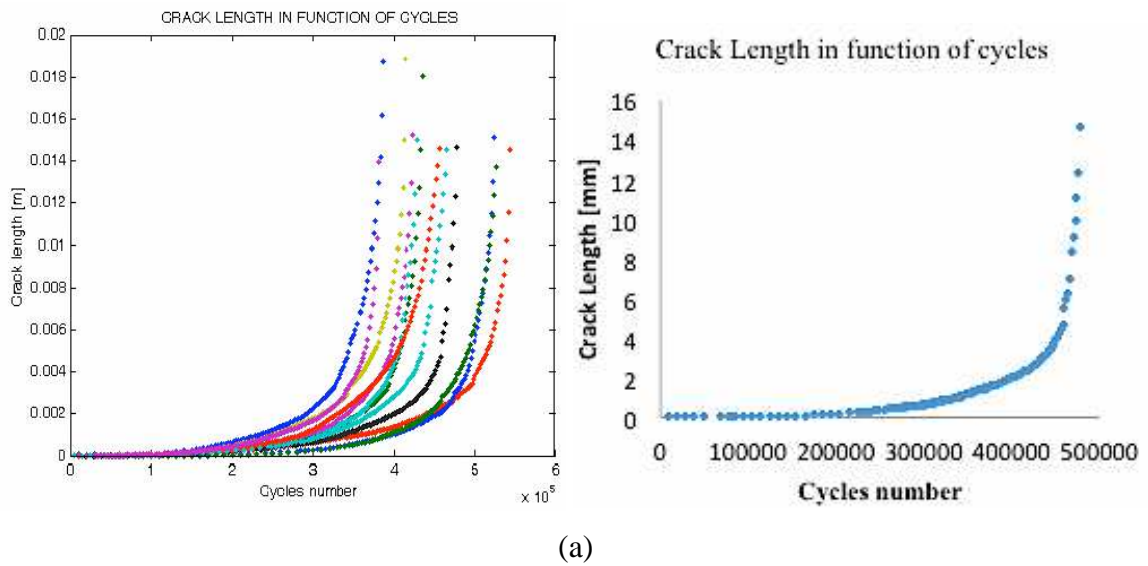 CRACK LENGTH IN FUNCTION OF CYCLES
0.02
0.018
0.016
0.014
0.012
0.01
0.008
0.006
0.004
0.002
0
Crack length [m]
0 1 2 3 4 5 6
Cycles number
x 10^5
Crack Length in function of cycles
16
14
12
10
8
6
4
2
0
Crack Length [mm]
0 100000 200000 300000 400000 500000
Cycles number
(a)